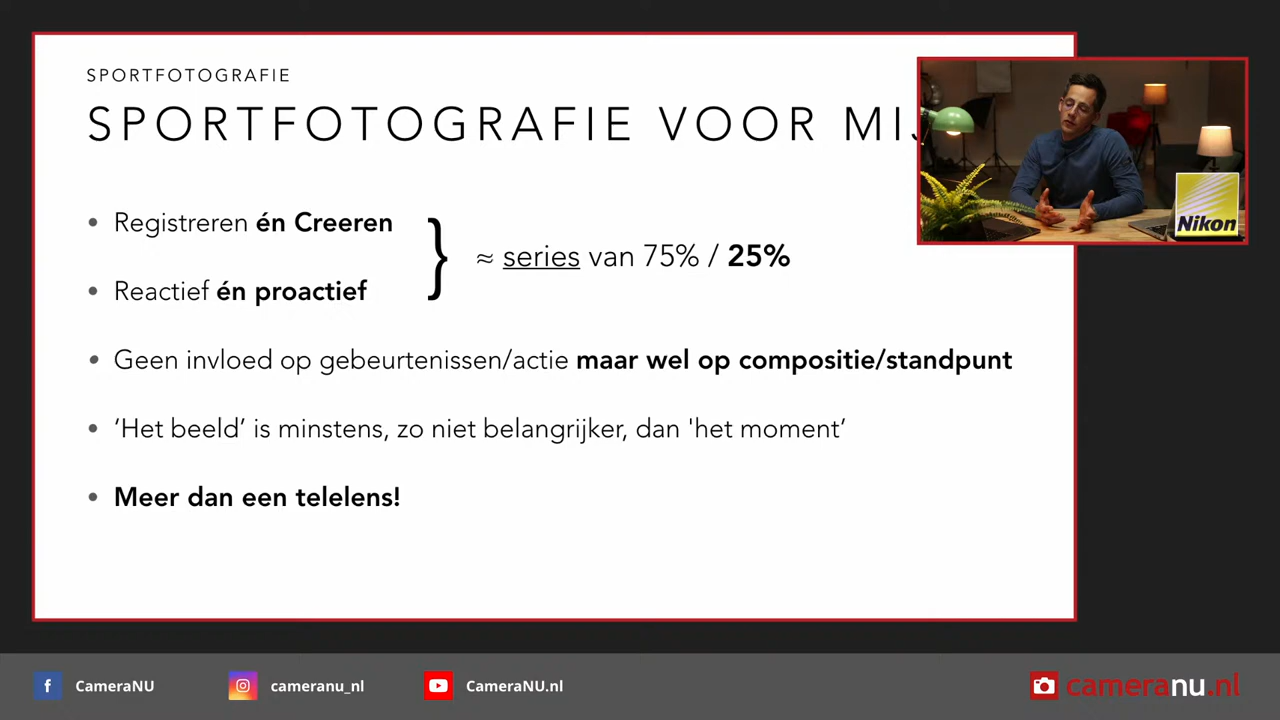 SPORTFOTOGRAFIE
SPORTFOTOGRAFIE VOOR MIJ
• Registreren én Creeren
• Reactief én proactief
} ≈ series van 75% / 25%
• Geen invloed op gebeurtenissen/actie maar wel op compositie/standpunt
• ‘Het beeld’ is minstens, zo niet belangrijker, dan 'het moment’
• Meer dan een telelens!
Nikon
CameraNU
cameranu_nl
CameraNU.nl
cameranu.nl